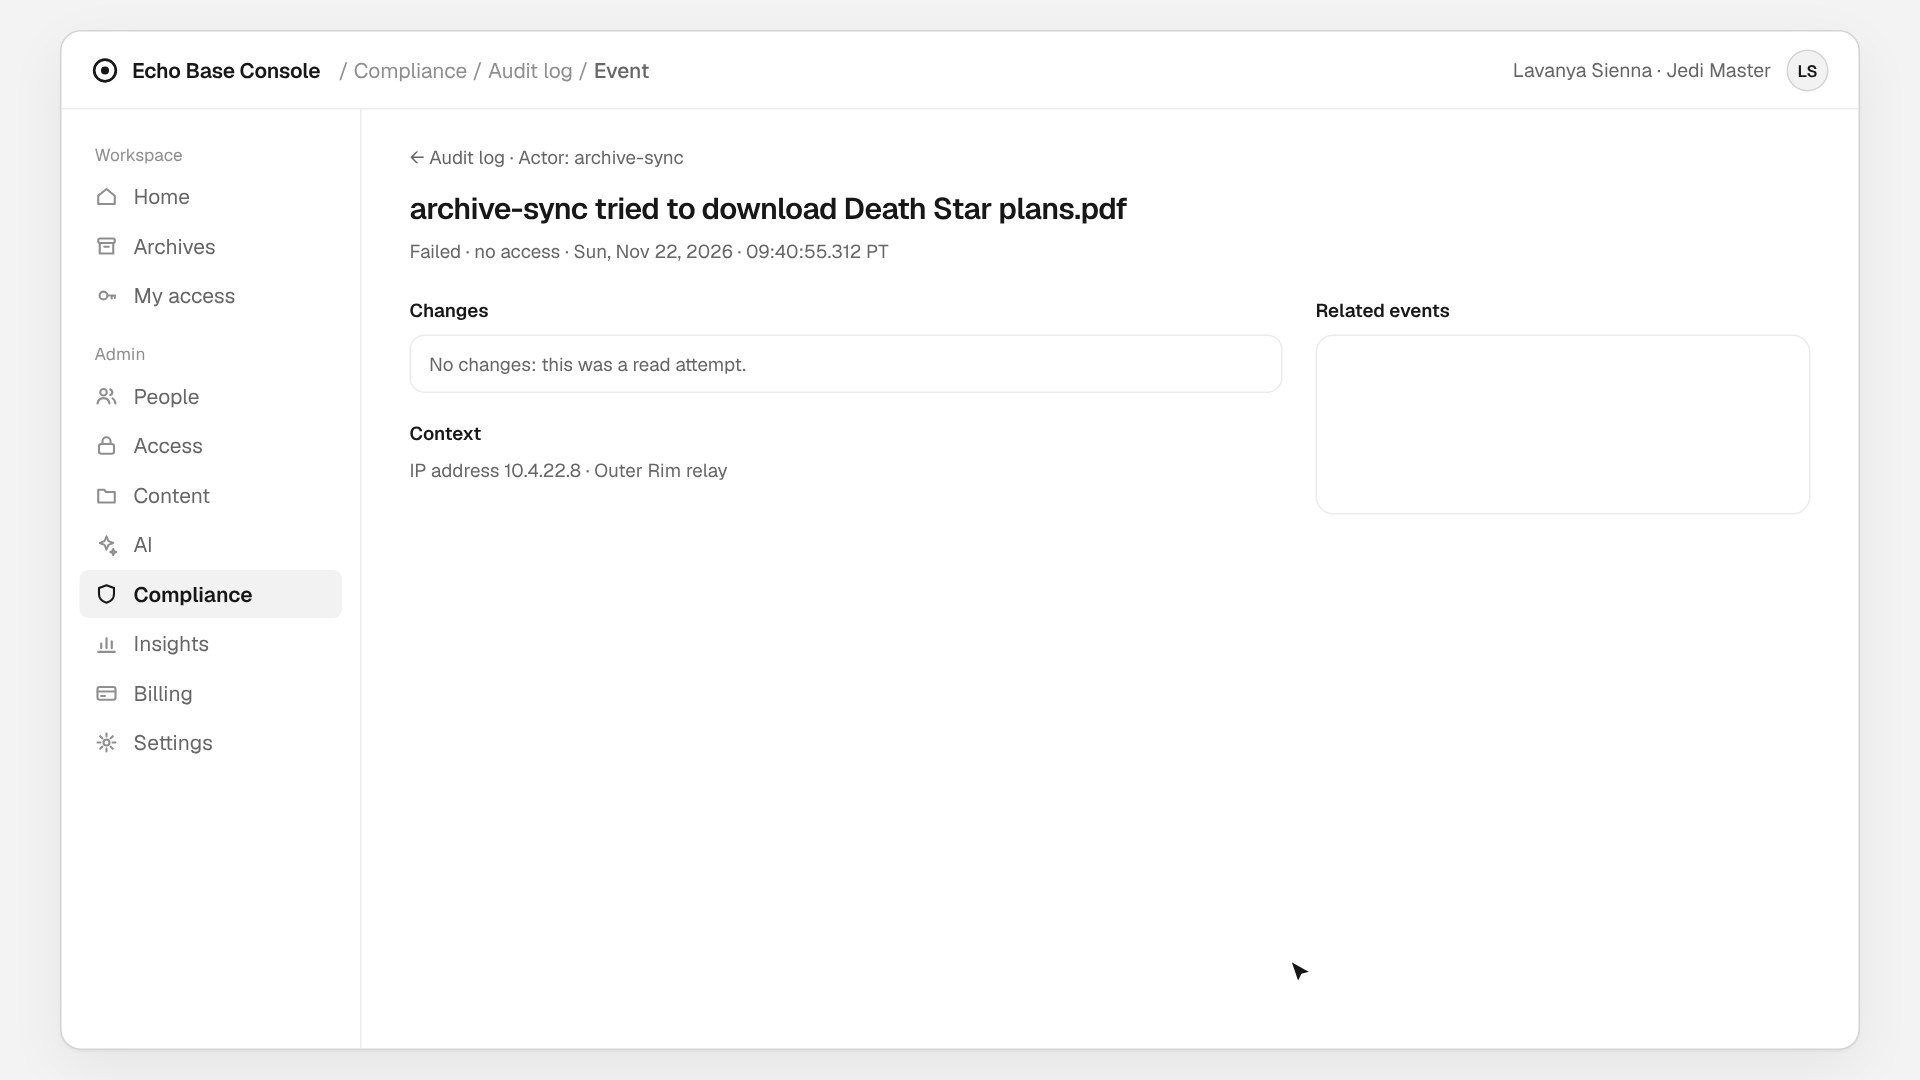 Echo Base Console / Compliance / Audit log / Event
Lavanya Sienna · Jedi Master LS
Workspace
Home
Archives
My access
Admin
People
Access
Content
AI
Compliance
Insights
Billing
Settings
← Audit log · Actor: archive-sync
archive-sync tried to download Death Star plans.pdf
Failed · no access · Sun, Nov 22, 2026 · 09:40:55.312 PT
Changes
No changes: this was a read attempt.
Context
IP address 10.4.22.8 · Outer Rim relay
Related events